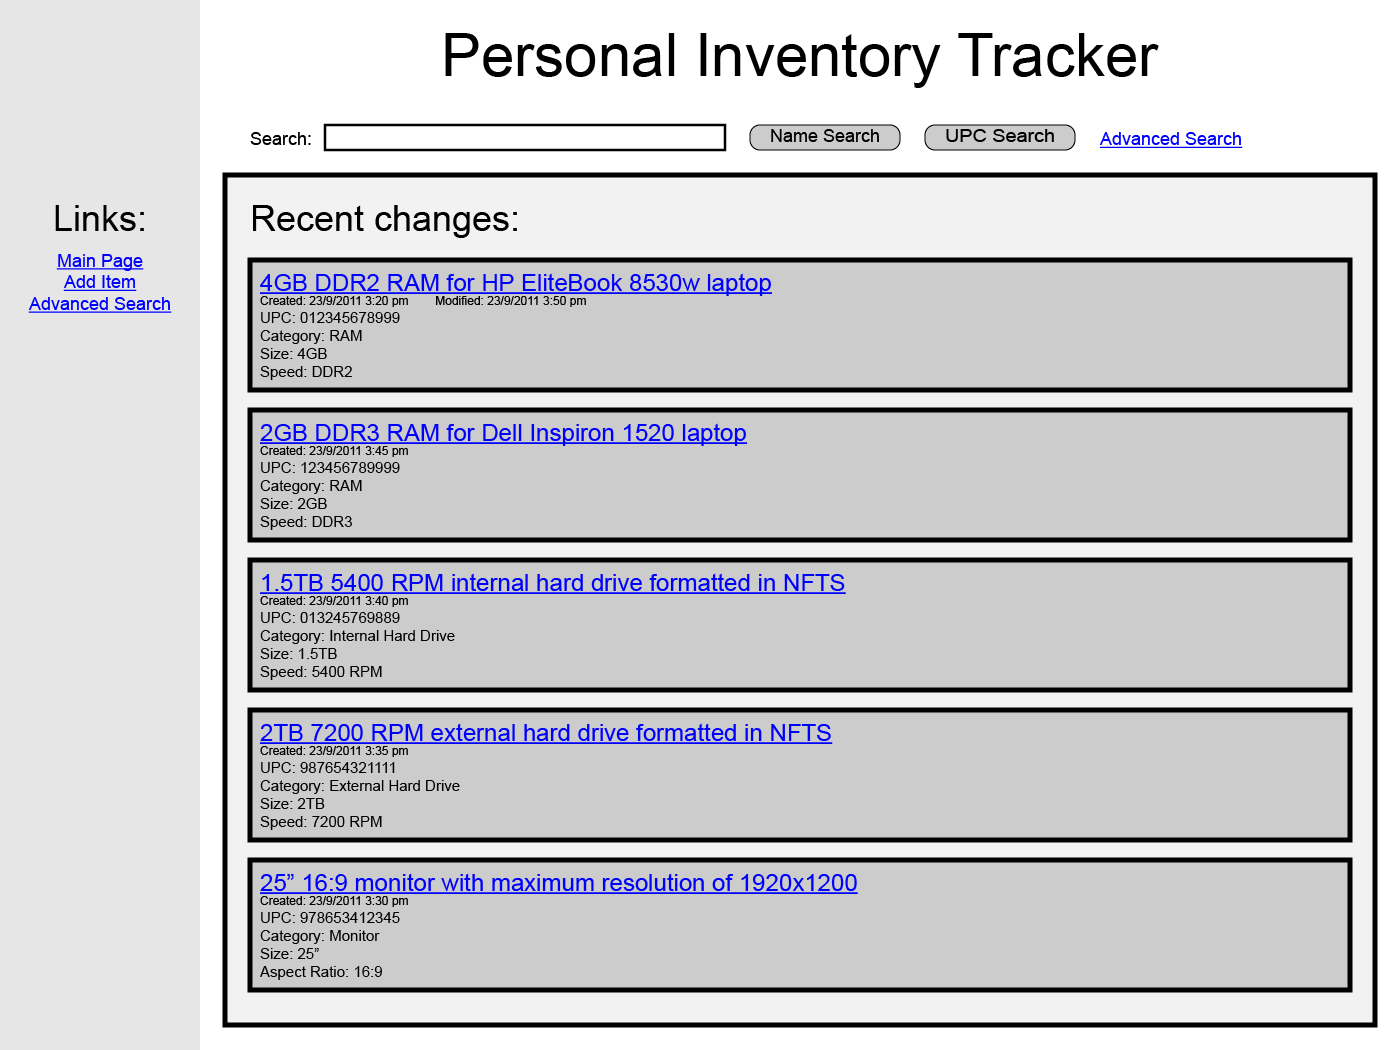 Personal Inventory Tracker
Search: Name Search UPC Search Advanced Search
Links:
Main Page
Add Item
Advanced Search
Recent changes:
4GB DDR2 RAM for HP EliteBook 8530w laptop
Created: 23/9/2011 3:20 pm Modified: 23/9/2011 3:50 pm
UPC: 012345678999
Category: RAM
Size: 4GB
Speed: DDR2
2GB DDR3 RAM for Dell Inspiron 1520 laptop
Created: 23/9/2011 3:45 pm
UPC: 123456789999
Category: RAM
Size: 2GB
Speed: DDR3
1.5TB 5400 RPM internal hard drive formatted in NFTS
Created: 23/9/2011 3:40 pm
UPC: 013245769889
Category: Internal Hard Drive
Size: 1.5TB
Speed: 5400 RPM
2TB 7200 RPM external hard drive formatted in NFTS
Created: 23/9/2011 3:35 pm
UPC: 987654321111
Category: External Hard Drive
Size: 2TB
Speed: 7200 RPM
25” 16:9 monitor with maximum resolution of 1920x1200
Created: 23/9/2011 3:30 pm
UPC: 978653412345
Category: Monitor
Size: 25”
Aspect Ratio: 16:9